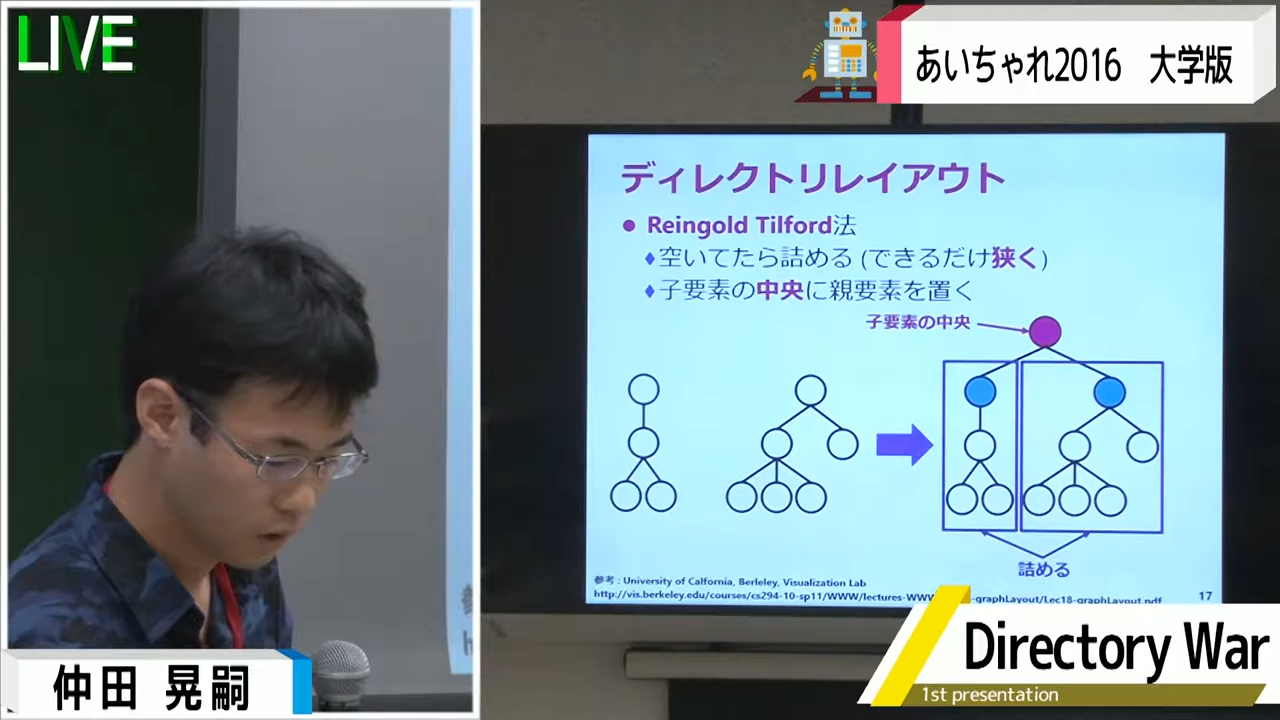 LIVE
あいちゃれ2016 大学版
ディレクトリレイアウト
Reingold Tilford法
空いてたら詰める (できるだけ狭く)
子要素の中央に親要素を置く
子要素の中央
詰める
参考 : University of Calfornia, Berleley, Visualization Lab
http://vis.berkeley.edu/courses/cs294-10-sp11/WWW/lectures-WWW -graphLayout/Lec18-graphLayout.pdf
17
仲田 晃嗣
Directory War
1st presentation